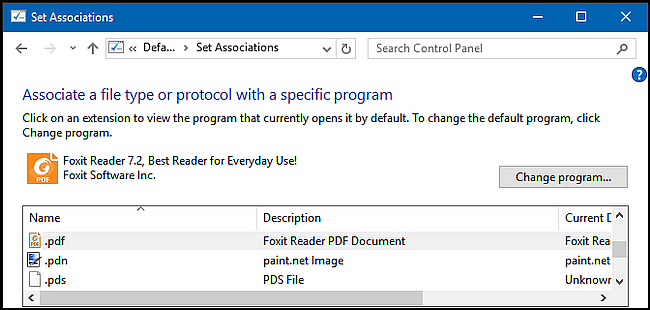 Set Associations
« Defa... > Set Associations
Search Control Panel
?
Associate a file type or protocol with a specific program
Click on an extension to view the program that currently opens it by default. To change the default program, click
Change program.
Foxit Reader 7.2, Best Reader for Everyday Use!
Foxit Software Inc.
PDF
Change program...
Name Description Current D
.pdf Foxit Reader PDF Document Foxit Rea
.pdn paint.net Image paint.net
.pds PDS File Unknown